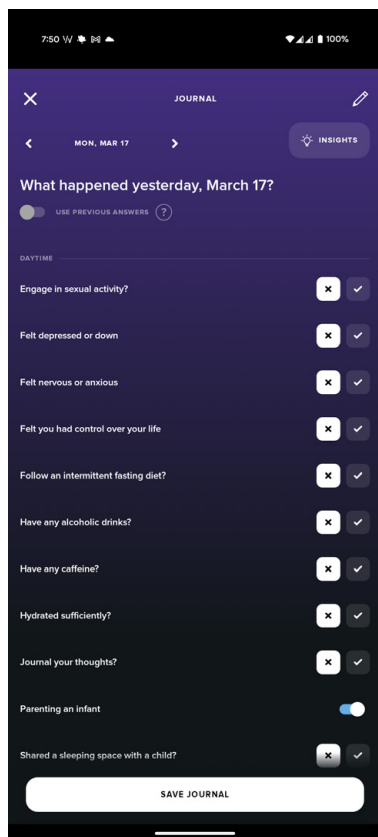 7:50
100%
JOURNAL
MON, MAR 17
INSIGHTS
What happened yesterday, March 17?
USE PREVIOUS ANSWERS ?
DAYTIME
Engage in sexual activity?
Felt depressed or down
Felt nervous or anxious
Felt you had control over your life
Follow an intermittent fasting diet?
Have any alcoholic drinks?
Have any caffeine?
Hydrated sufficiently?
Journal your thoughts?
Parenting an infant
Shared a sleeping space with a child?
SAVE JOURNAL